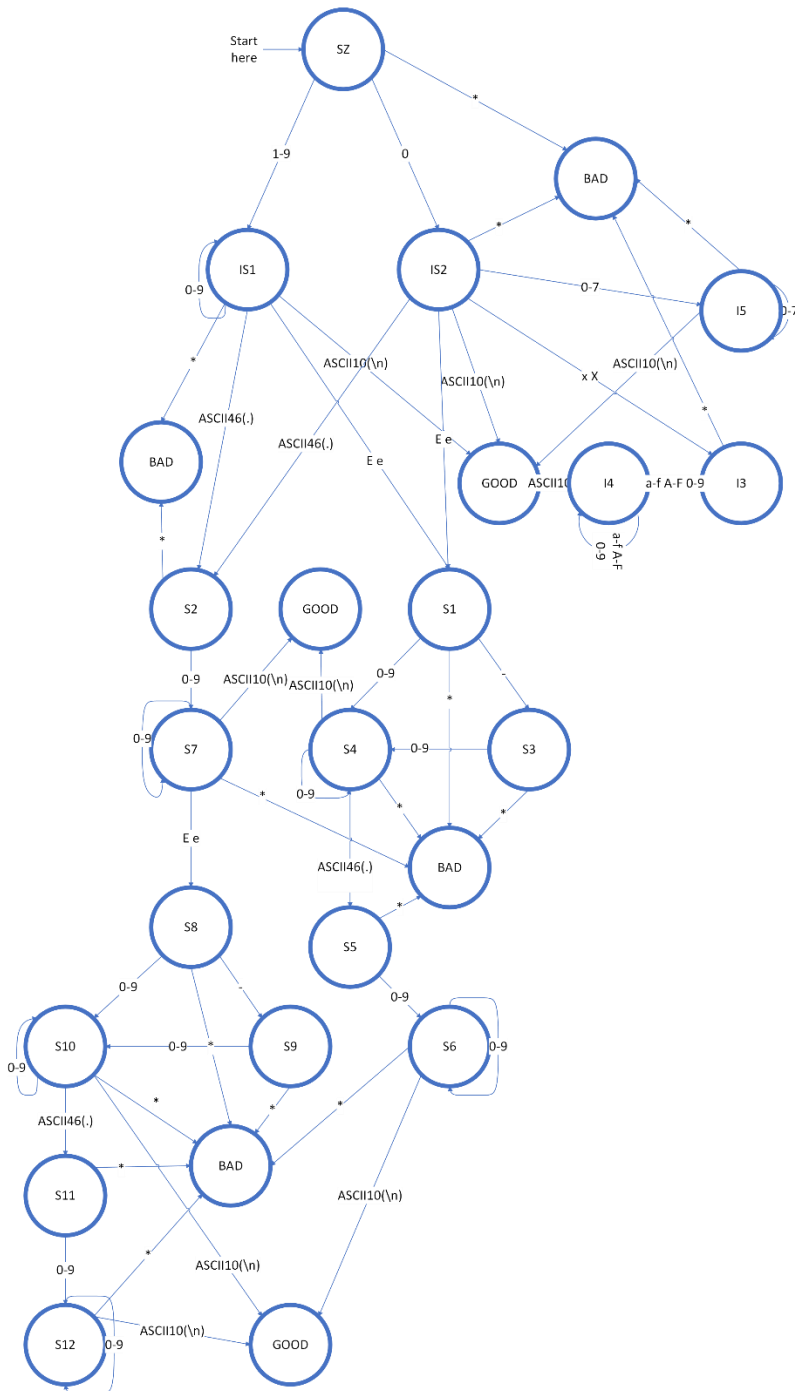 Start
here
SZ
*
1-9
0
BAD
*
*
IS1
IS2
0-9
0-7
I5
0-7
ASCII10(\n)
ASCII10(\n)
*
x X
ASCII10(\n)
*
ASCII46(.)
ASCII46(.)
E e
E e
BAD
GOOD
ASCII10
I4
a-f A-F 0-9
I3
a-f A-F
0-9
*
S2
GOOD
S1
0-9
ASCII10(\n)
ASCII10(\n)
0-9
-
*
0-9
S7
S4
0-9
S3
0-9
*
*
*
E e
ASCII46(.)
BAD
S8
*
S5
0-9
-
0-9
S10
0-9
*
S9
S6
0-9
0-9
*
*
*
ASCII46(.)
BAD
S11
*
ASCII10(\n)
*
ASCII10(\n)
0-9
S12
0-9
ASCII10(\n)
GOOD